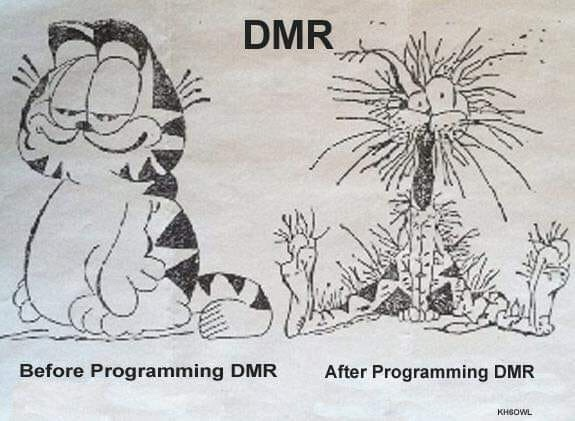 DMR
Before Programming DMR
After Programming DMR
KH6OWL